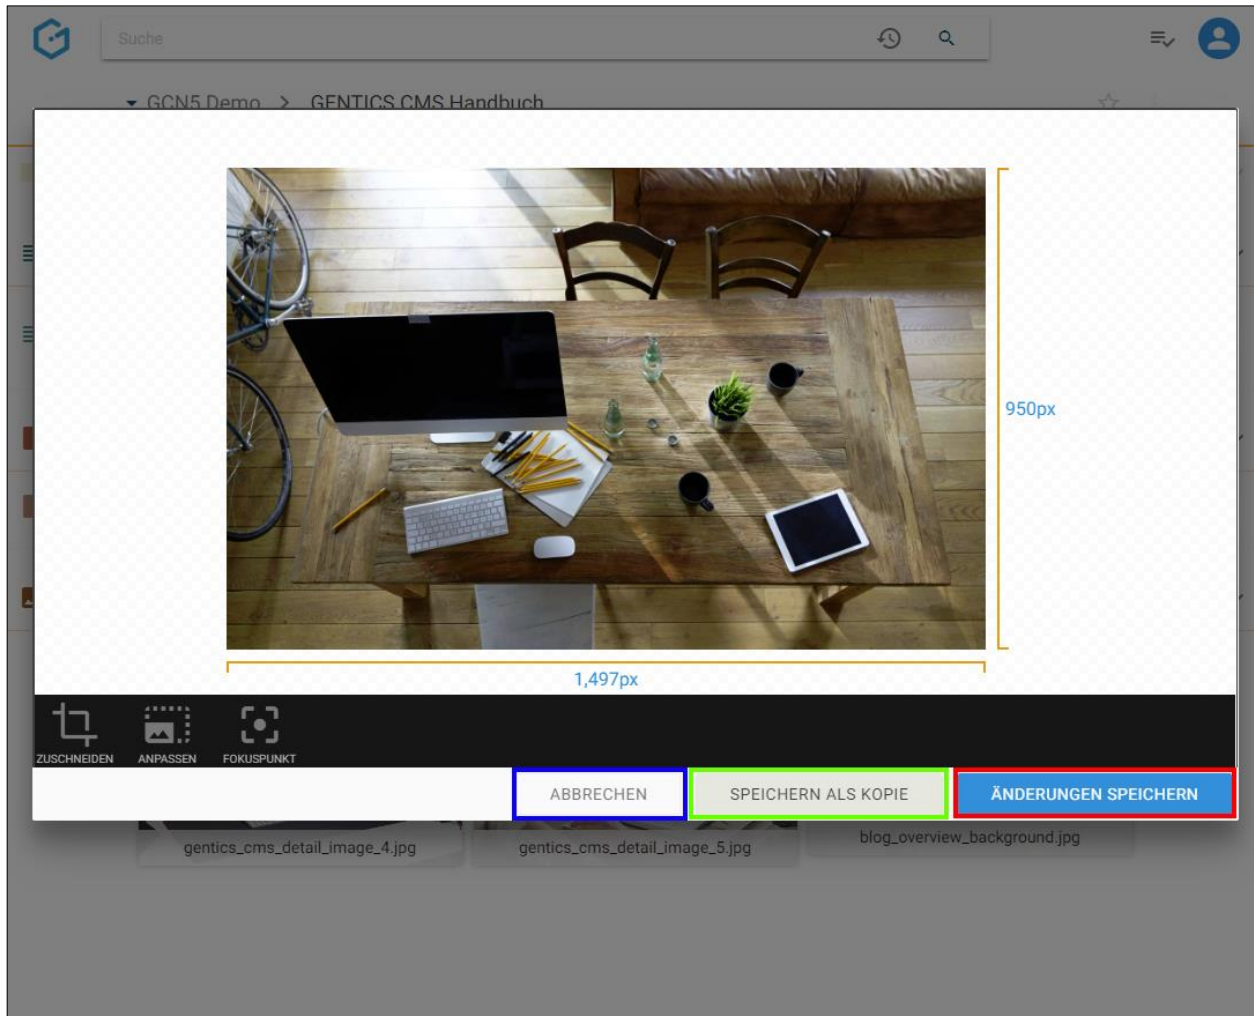 Suche
GCN5 Demo > GENTICS CMS Handbuch
950px
1,497px
ZUSCHNEIDEN ANPASSEN FOKUSPUNKT
ABBRECHEN SPEICHERN ALS KOPIE ÄNDERUNGEN SPEICHERN
gentics_cms_detail_image_4.jpg gentics_cms_detail_image_5.jpg blog_overview_background.jpg